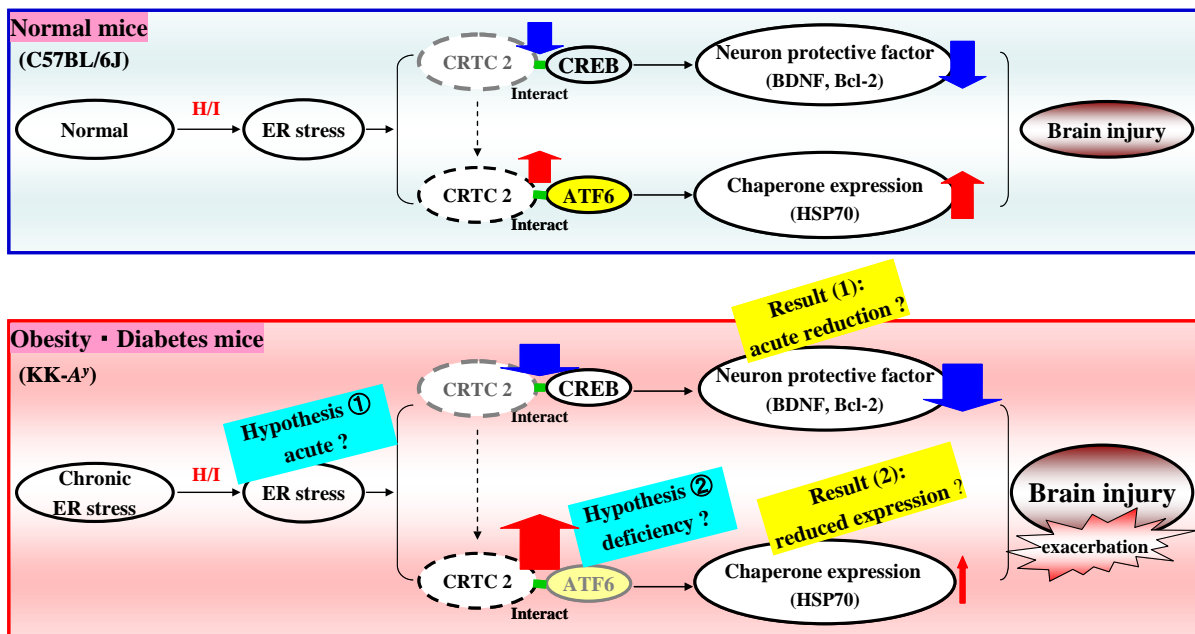 Normal mice
(C57BL/6J)
Normal
H/I
ER stress
CRTC 2
CREB
Interact
Neuron protective factor
(BDNF, Bcl-2)
CRTC 2
ATF6
Interact
Chaperone expression
(HSP70)
Brain injury
Obesity・Diabetes mice
(KK-Aʸ)
Chronic
ER stress
H/I
Hypothesis ①
acute ?
ER stress
CRTC 2
CREB
Interact
Result (1):
acute reduction ?
Neuron protective factor
(BDNF, Bcl-2)
Hypothesis ②
deficiency ?
CRTC 2
ATF6
Interact
Result (2):
reduced expression ?
Chaperone expression
(HSP70)
Brain injury
exacerbation